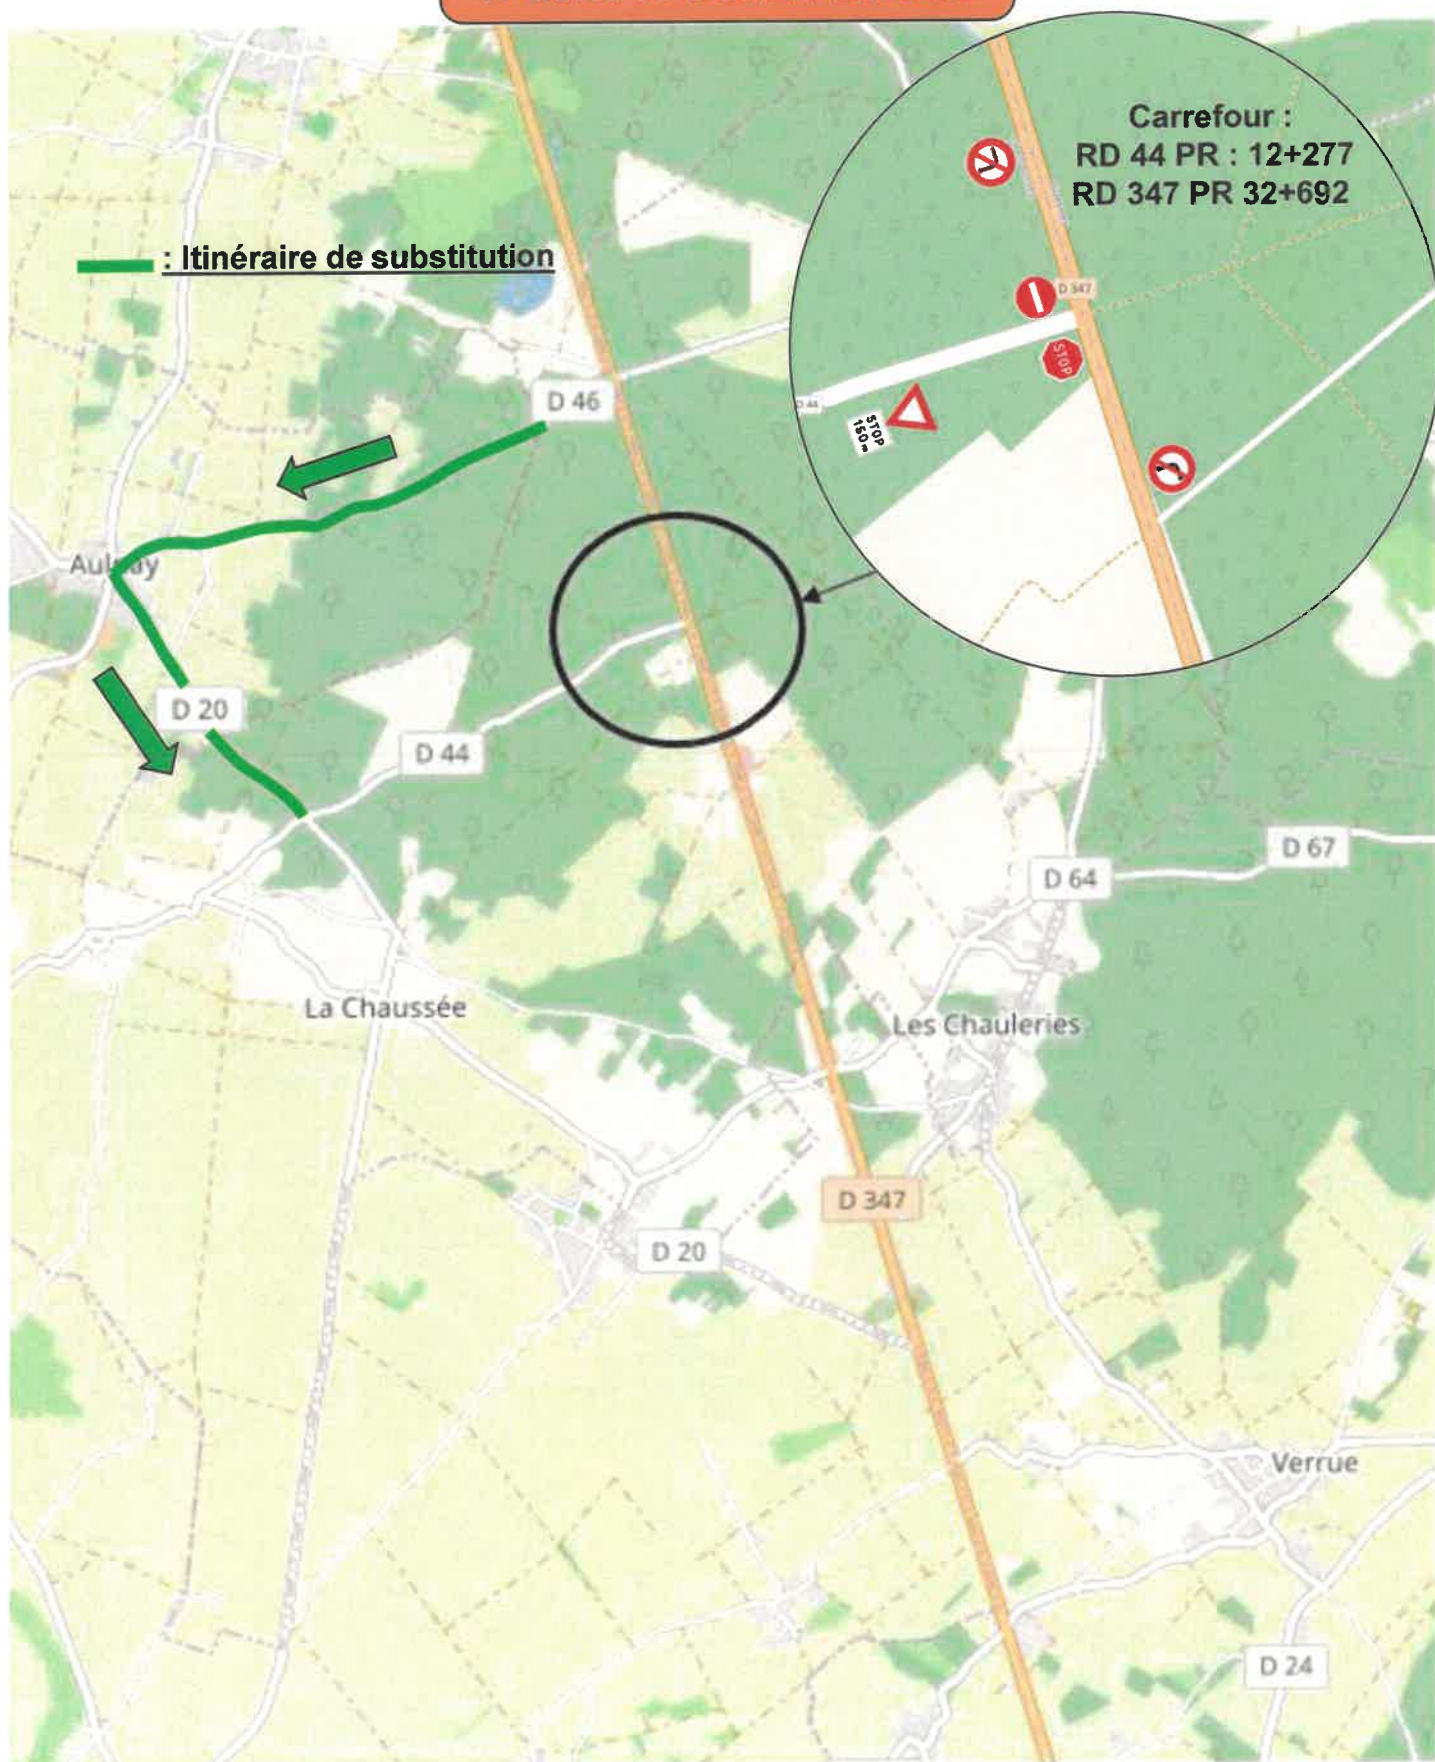 Carrefour :
RD 44 PR : 12+277
RD 347 PR 32+692
: Itinéraire de substitution
D 347
STOP
D 44
STOP
150 m
D 46
Aulnay
D 20
D 44
D 67
D 64
La Chaussée
Les Chauleries
D 347
D 20
Verrue
D 24